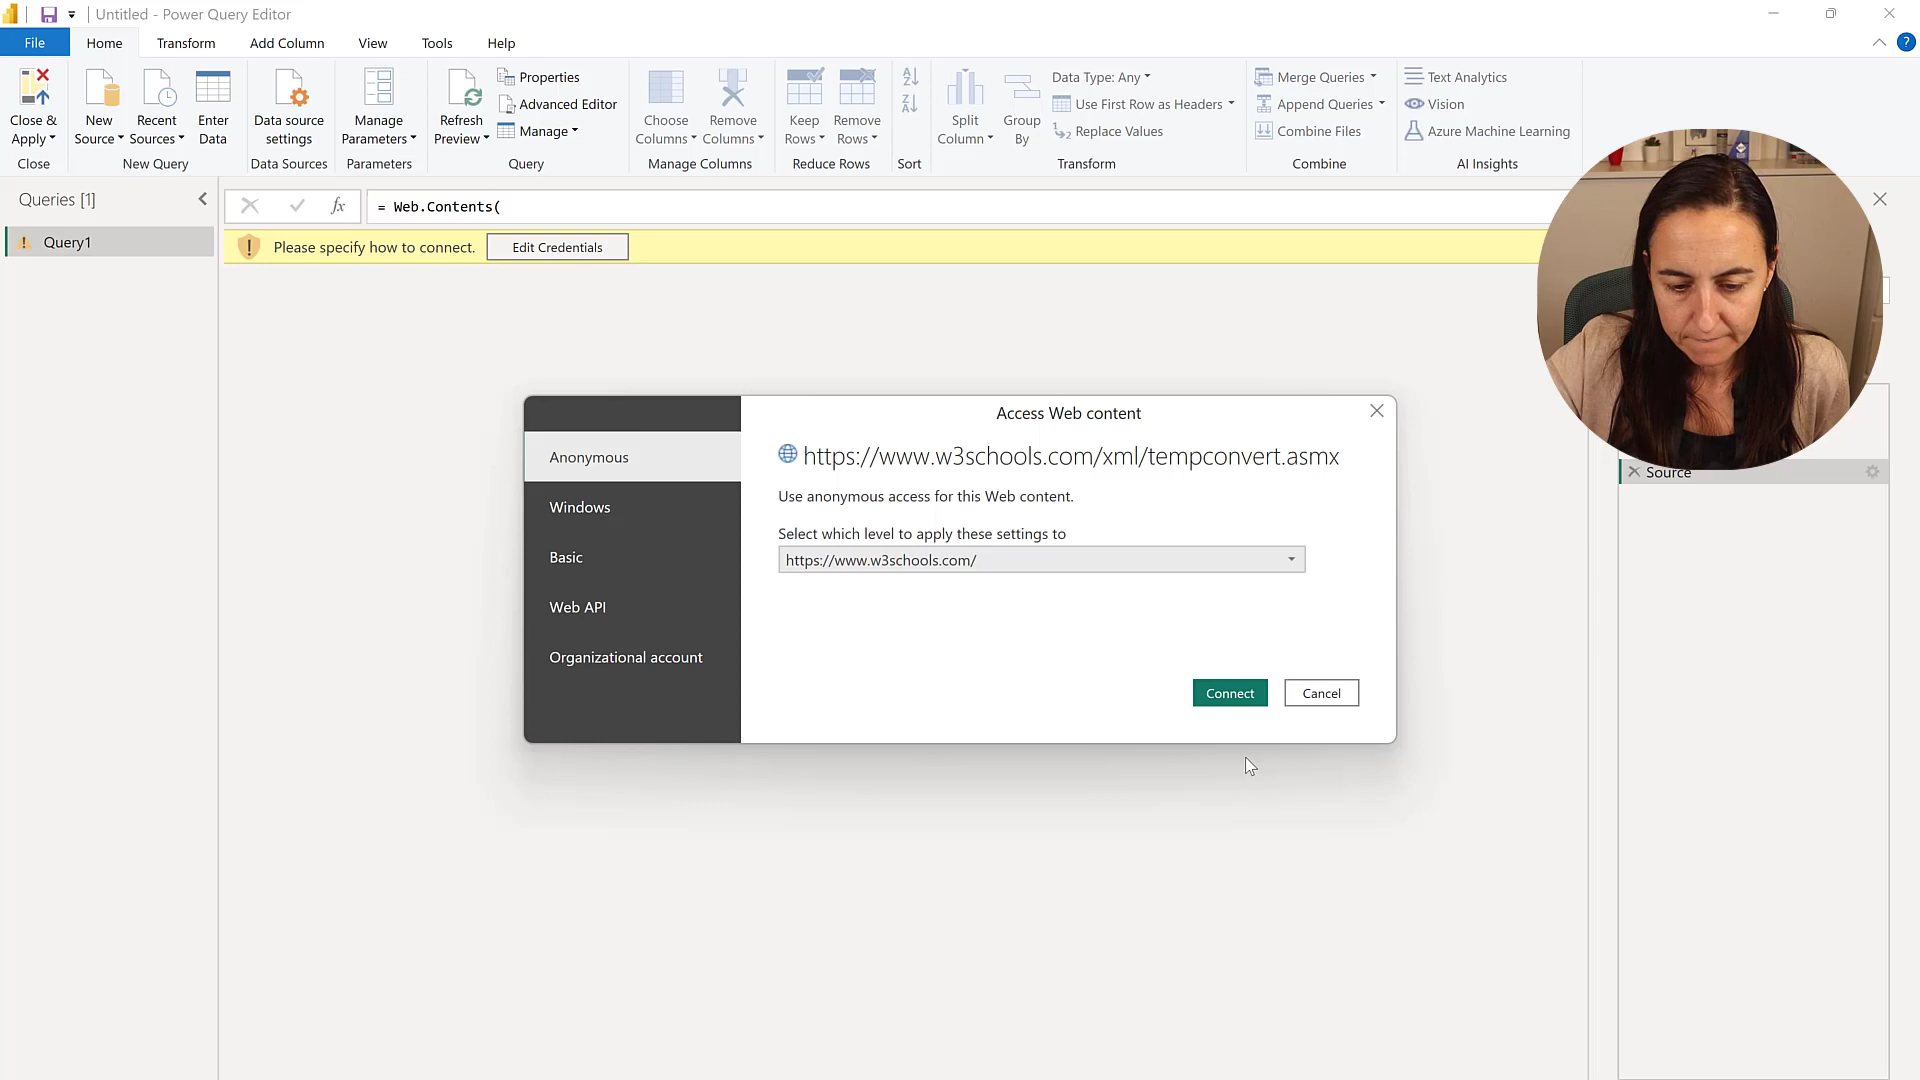 Untitled - Power Query Editor
File Home Transform Add Column View Tools Help ?
Close & Apply
Close
New Source
Recent Sources
Enter Data
New Query
Data source settings
Data Sources
Manage Parameters
Parameters
Refresh Preview
Properties
Advanced Editor
Manage
Query
Choose Columns
Remove Columns
Manage Columns
Keep Rows
Remove Rows
Reduce Rows
A Z
Z A
Sort
Split Column
Group By
Data Type: Any
Use First Row as Headers
Replace Values
Transform
Merge Queries
Append Queries
Combine Files
Combine
Text Analytics
Vision
Azure Machine Learning
AI Insights
Queries [1]
fx
= Web.Contents(
Query1
Please specify how to connect.
Edit Credentials
Access Web content
Anonymous
Windows
Basic
Web API
Organizational account
https://www.w3schools.com/xml/tempconvert.asmx
Use anonymous access for this Web content.
Select which level to apply these settings to
https://www.w3schools.com/
Connect
Cancel
Source